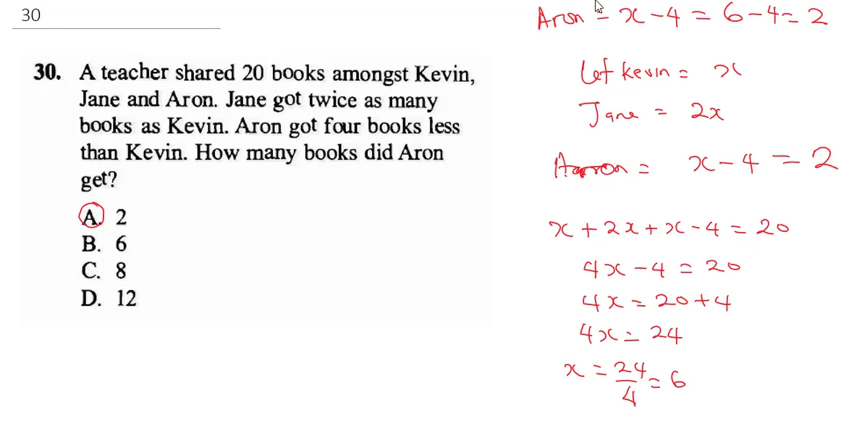 30
30. A teacher shared 20 books amongst Kevin,
Jane and Aron. Jane got twice as many
books as Kevin. Aron got four books less
than Kevin. How many books did Aron
get?
A. 2
B. 6
C. 8
D. 12
Aron = x - 4 = 6 - 4 = 2
Let Kevin = x
Jane = 2x
Aarron = x - 4 = 2
x + 2x + x - 4 = 20
4x - 4 = 20
4x = 20 + 4
4x = 24
x = 24/4 = 6